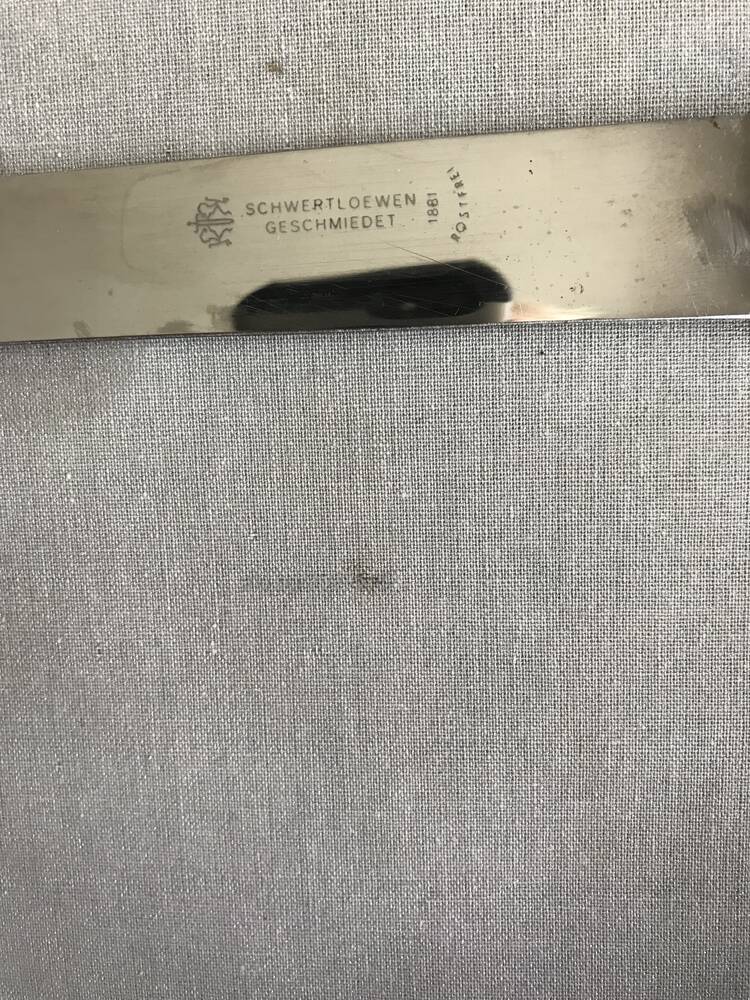 SCHWERTLOEWEN
GESCHMIEDET
1881
ROSTFREI